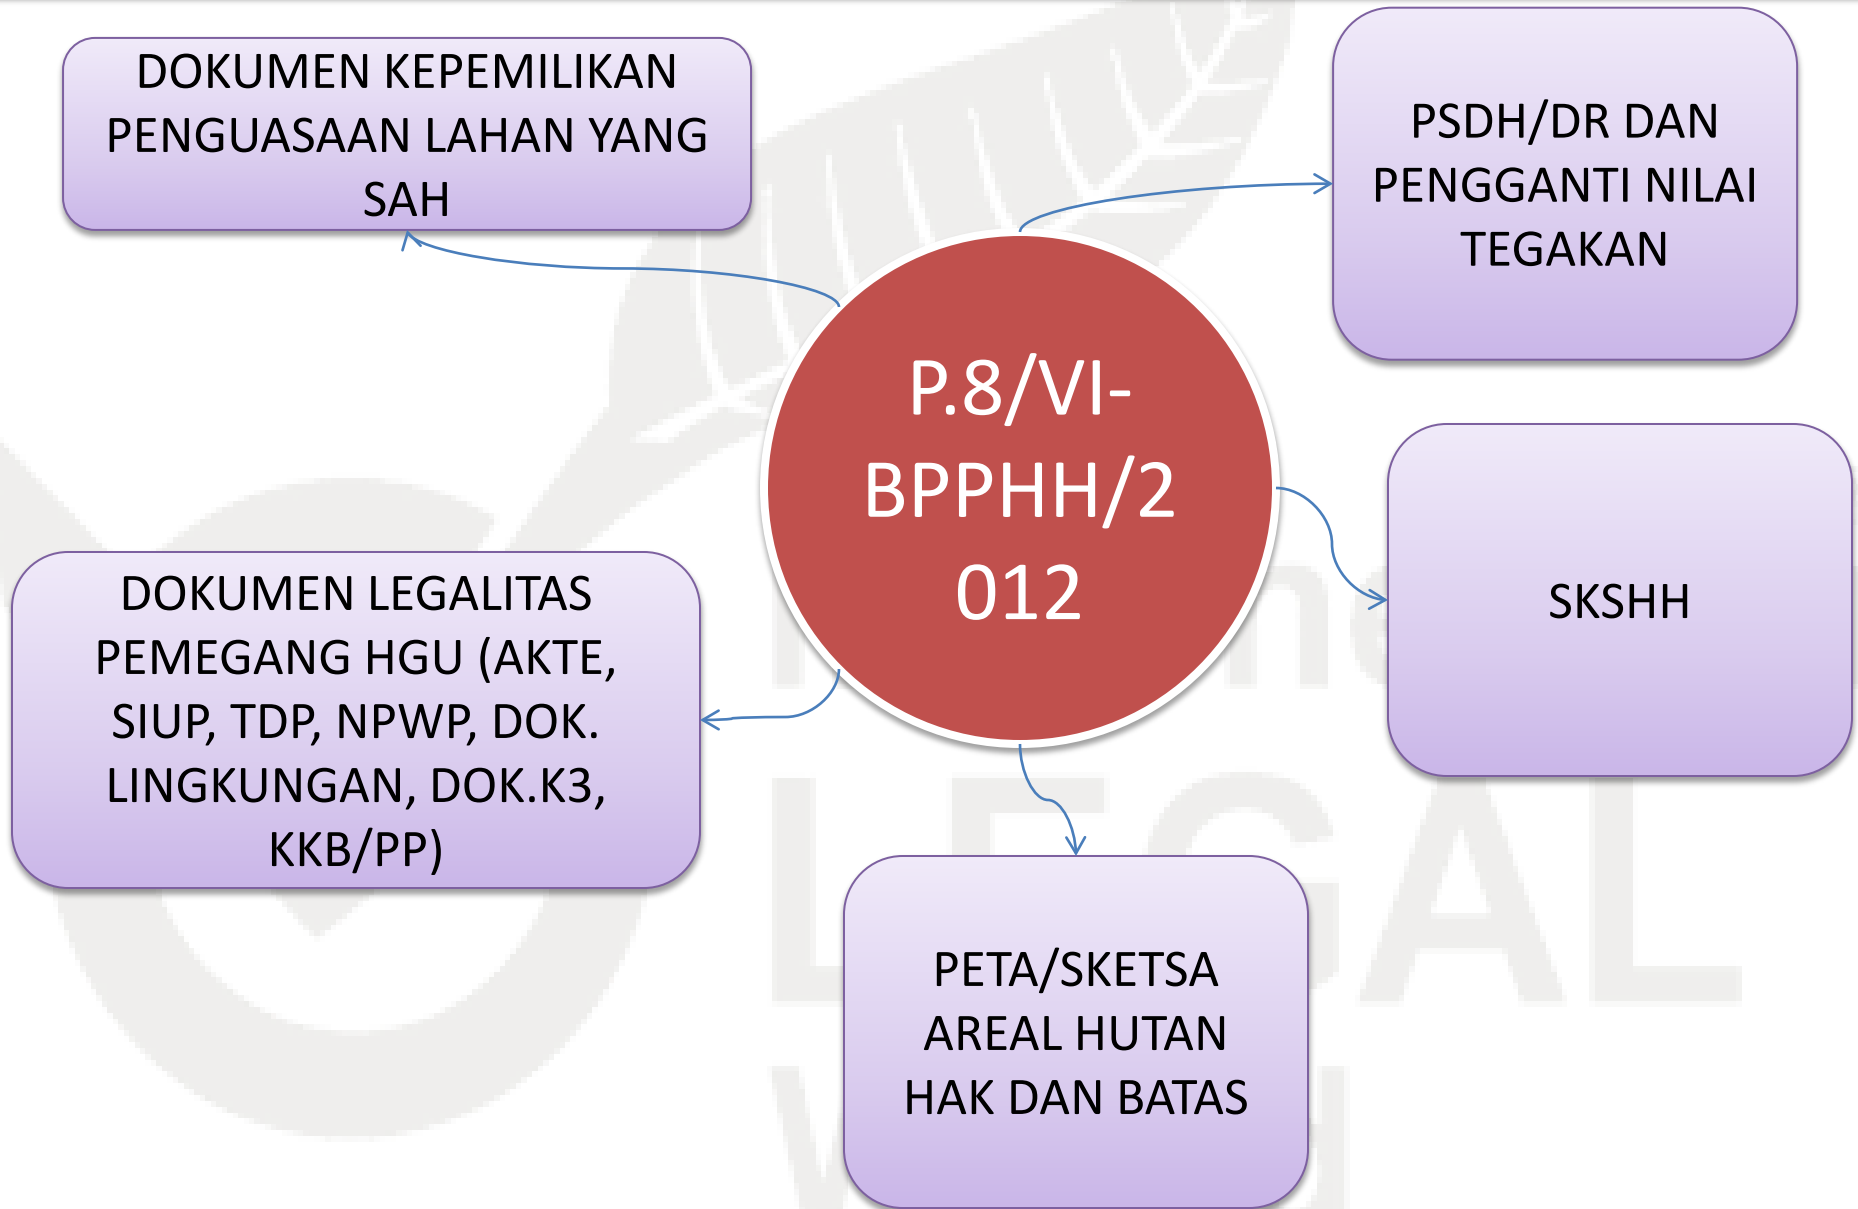 DOKUMEN KEPEMILIKAN
PENGUASAAN LAHAN YANG
SAH
PSDH/DR DAN
PENGGANTI NILAI
TEGAKAN
P.8/VI-
BPPHH/2
012
SKSHH
DOKUMEN LEGALITAS
PEMEGANG HGU (AKTE,
SIUP, TDP, NPWP, DOK.
LINGKUNGAN, DOK.K3,
KKB/PP)
PETA/SKETSA
AREAL HUTAN
HAK DAN BATAS
LEGAL